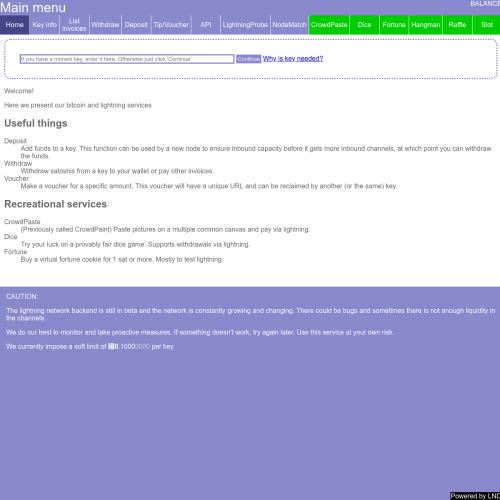 Main menu
BALANCE
Home Key info List invoices Withdraw Deposit Tip/Voucher API LightningProbe NodeMatch CrowdPaste Dice Fortune Hangman Raffle Slot
If you have a moneni key, enter it here. Otherwise just click 'Continue' Continue Why is key needed?
Welcome!
Here we present our bitcoin and lightning services
Useful things
Deposit
Add funds to a key. This function can be used by a new node to ensure inbound capacity before it gets more inbound channels, at which point you can withdraw
the funds.
Withdraw
Withdraw satoshis from a key to your wallet or pay other invoices.
Voucher
Make a voucher for a specific amount. This voucher will have a unique URL and can be reclaimed by another (or the same) key.
Recreational services
CrowdPaste
(Previously called CrowdPaint) Paste pictures on a multiple common canvas and pay via lightning.
Dice
Try your luck on a provably fair dice game. Supports withdrawals via lightning.
Fortune
Buy a virtual fortune cookie for 1 sat or more. Mostly to test lightning.
CAUTION:
The lightning network backend is still in beta and the network is constantly growing and changing. There could be bugs and sometimes there is not enough liquidity in
the channels.
We do our best to monitor and take proactive measures. If something doesn't work, try again later. Use this service at your own risk.
We currently impose a soft limit of 0.10000000 per key.
Powered by LND